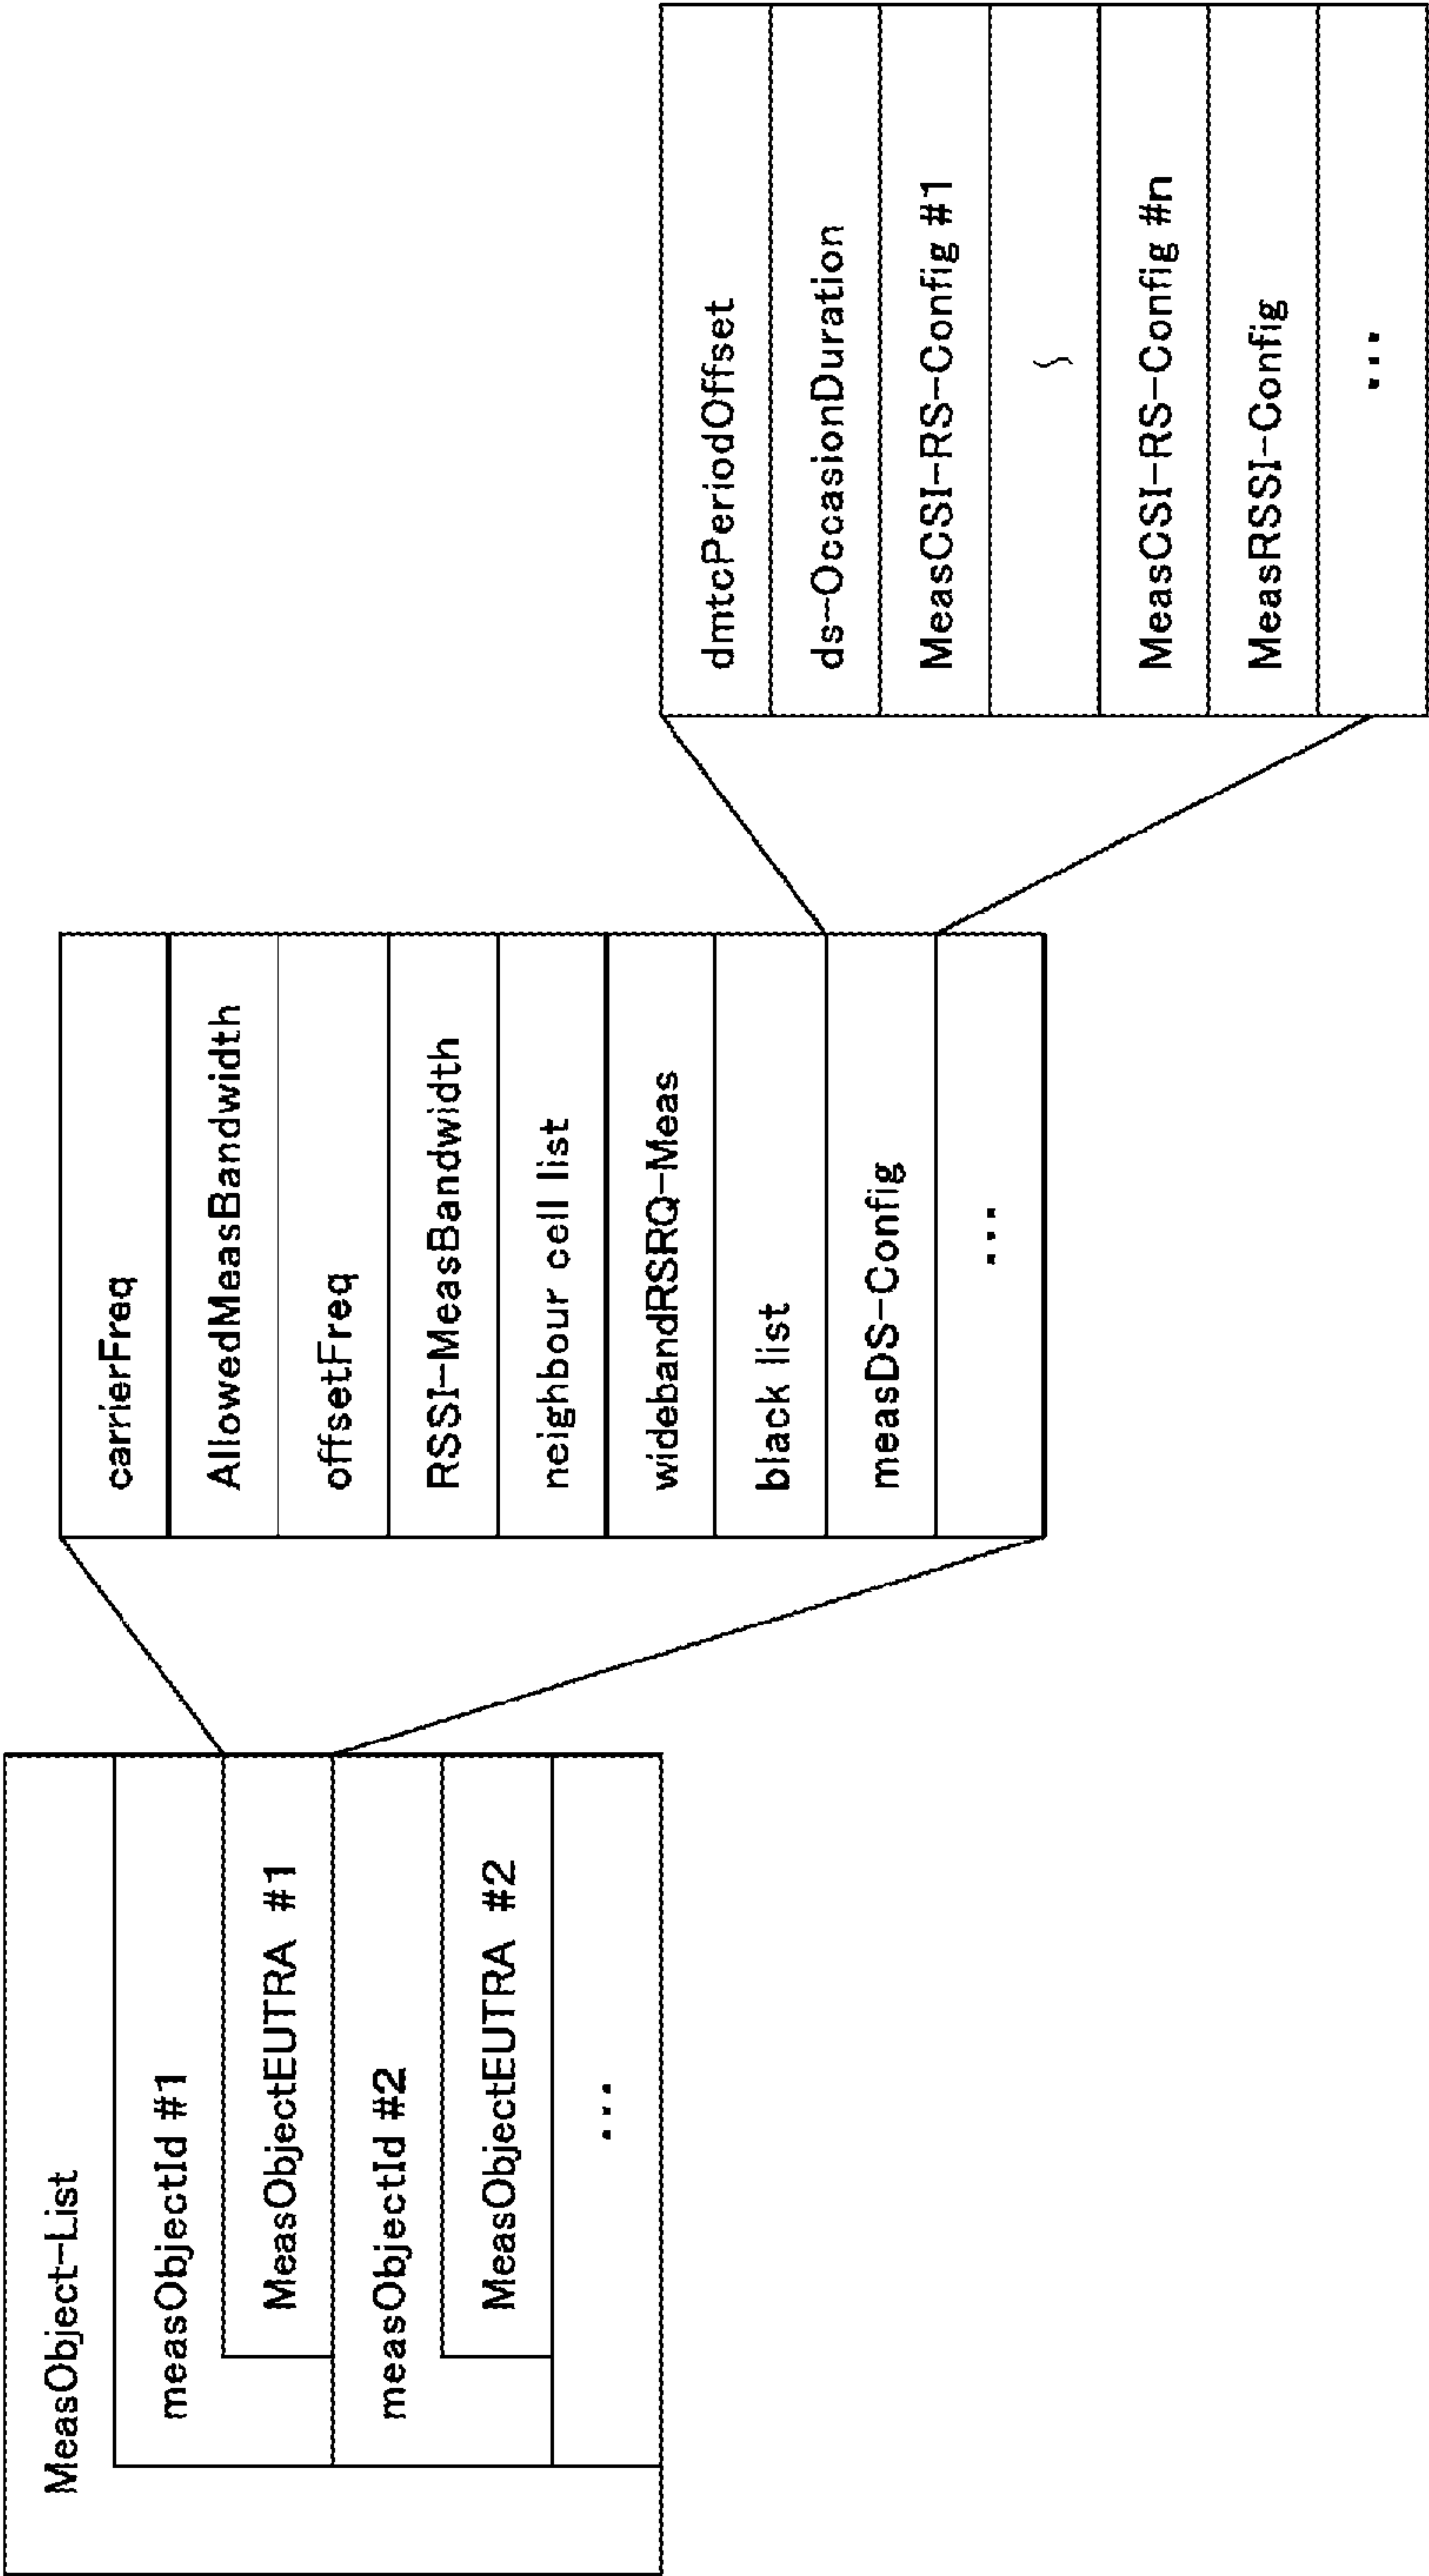 MeasObject-List
measObjectId #1
MeasObjectEUTRA #1
measObjectId #2
MeasObjectEUTRA #2
...
carrierFreq
AllowedMeasBandwidth
offsetFreq
RSSI-MeasBandwidth
neighbour cell list
widebandRSRQ-Meas
black list
measDS-Config
...
dmtcPeriodOffset
ds-OccasionDuration
MeasCSI-RS-Config #1
~
MeasCSI-RS-Config #n
MeasRSSI-Config
...